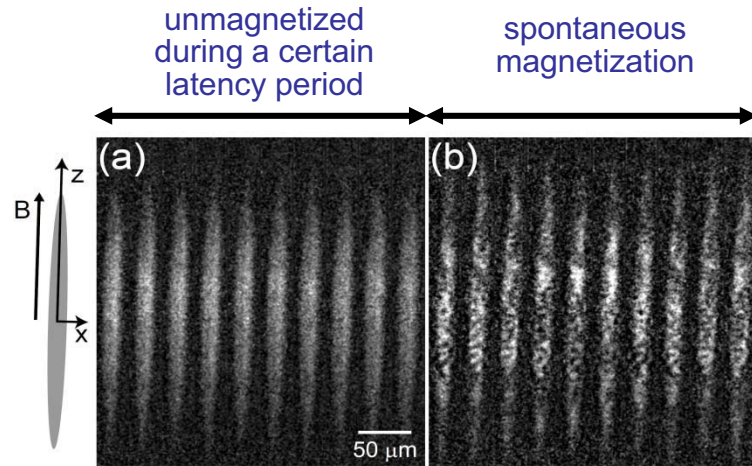 unmagnetized
during a certain
latency period
spontaneous
magnetization
(a)
(b)
z
B
x
50 μm